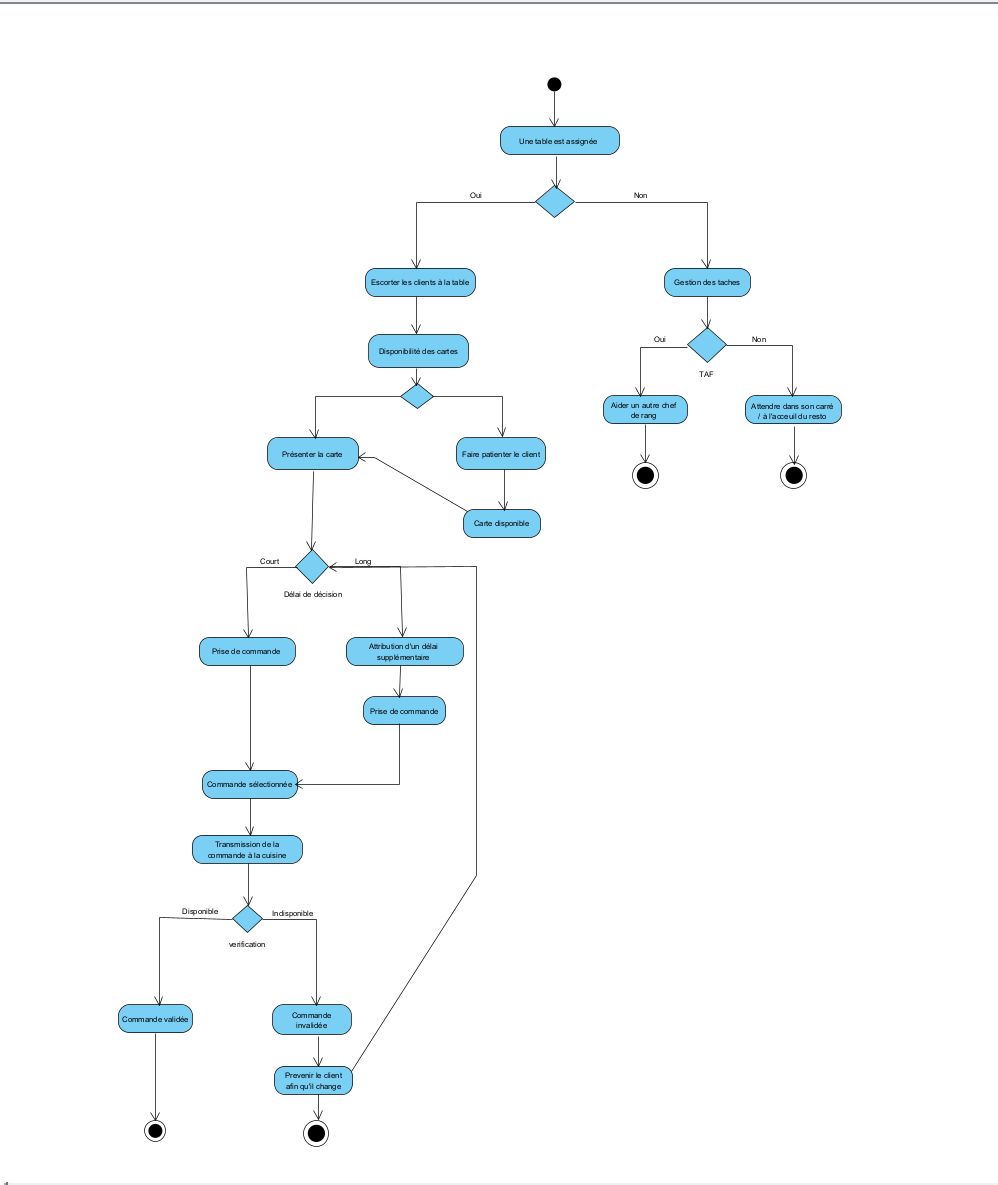 Une table est assignée
Oui
Non
Escorter les clients à la table
Gestion des taches
Oui
Non
TAF
Disponibilité des cartes
Aider un autre chef
de rang
Attendre dans son carré
/ à l'acceuil du resto
Présenter la carte
Faire patienter le client
Carte disponible
Court
Long
Délai de décision
Prise de commande
Attribution d'un délai
supplémentaire
Prise de commande
Commande sélectionnée
Transmission de la
commande à la cuisine
Disponible
Indisponible
verification
Commande validée
Commande
invalidée
Prevenir le client
afin qu'il change